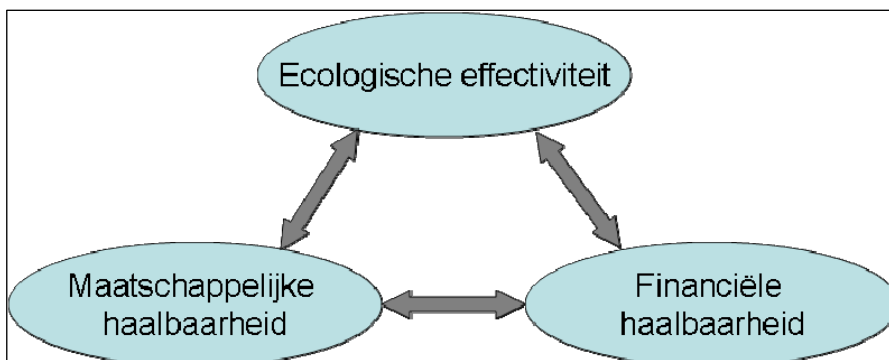 Ecologische effectiviteit
Maatschappelijke
haalbaarheid
Financiële
haalbaarheid